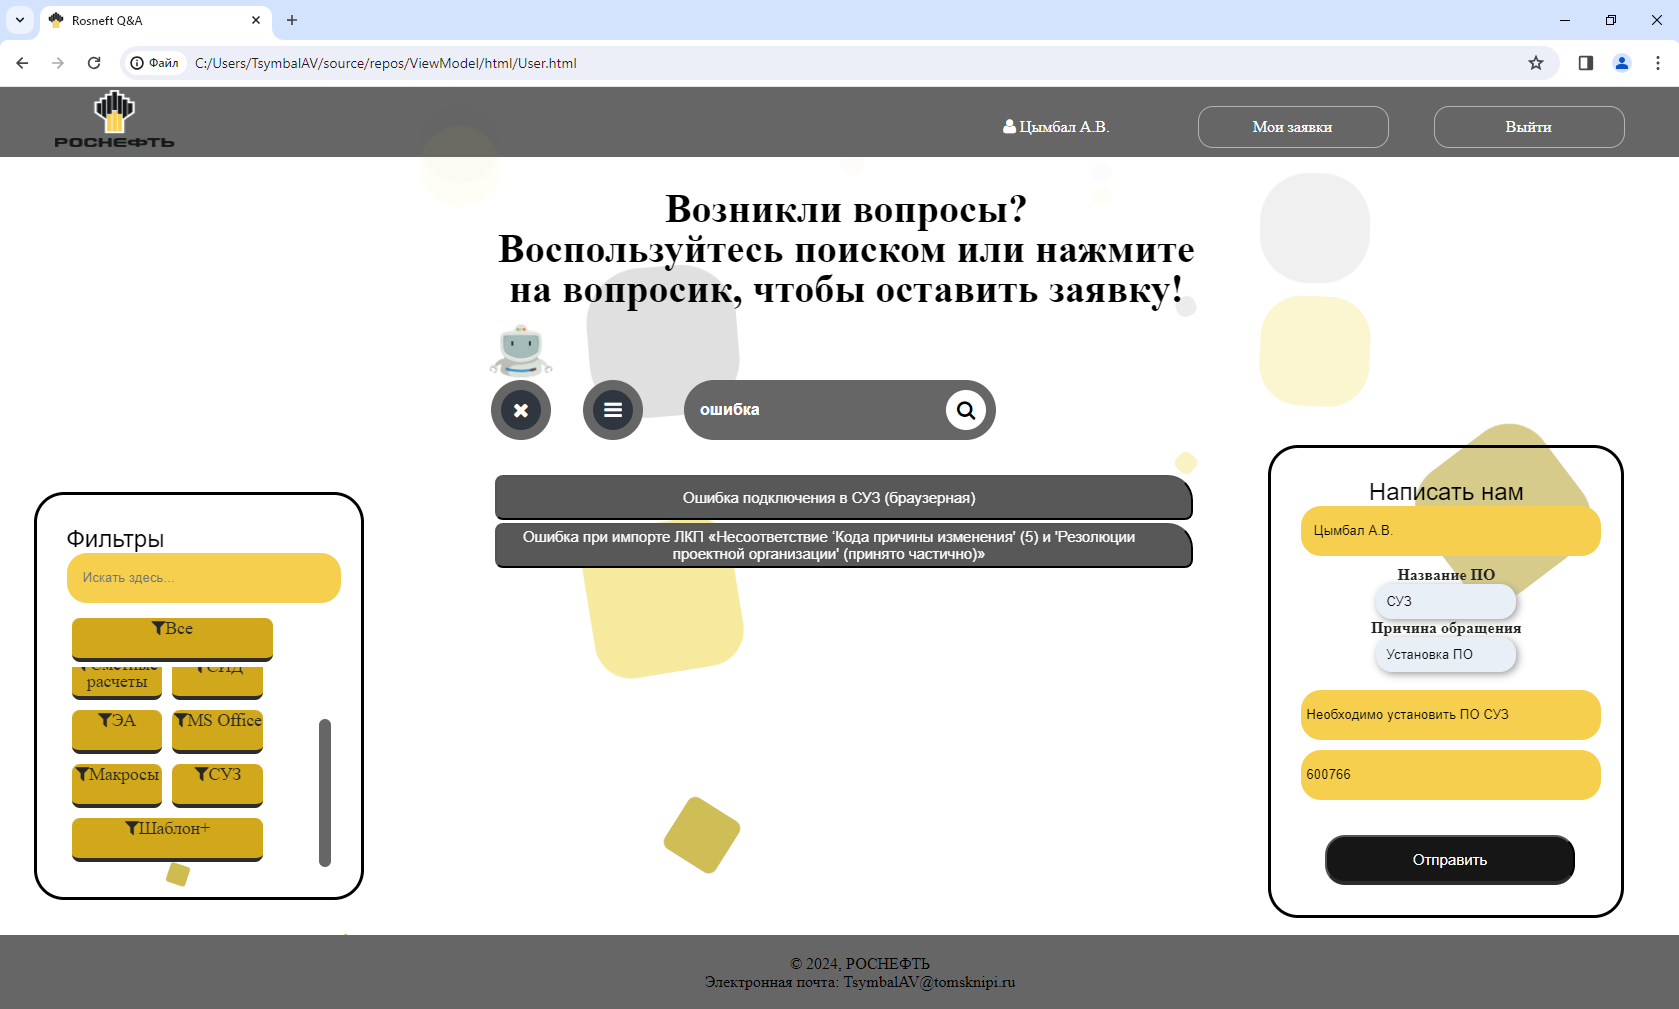 Rosneft Q&A
Файл
C:/Users/TsymbalAV/source/repos/ViewModel/html/User.html
РОСНЕФТЬ
Цымбал А.В.
Мои заявки
Выйти
Возникли вопросы?
Воспользуйтесь поиском или нажмите
на вопросик, чтобы оставить заявку!
ошибка
Ошибка подключения в СУЗ (браузерная)
Ошибка при импорте ЛКП «Несоответствие ‘Кода причины изменения' (5) и 'Резолюции
проектной организации' (принято частично)»
Фильтры
Искать здесь...
Все
Сметные
расчеты
СИД
ЭА
MS Office
Макросы
СУЗ
Шаблон+
Написать нам
Цымбал А.В.
Название ПО
СУЗ
Причина обращения
Установка ПО
Необходимо установить ПО СУЗ
600766
Отправить
© 2024, РОСНЕФТЬ
Электронная почта: TsymbalAV@tomsknipi.ru